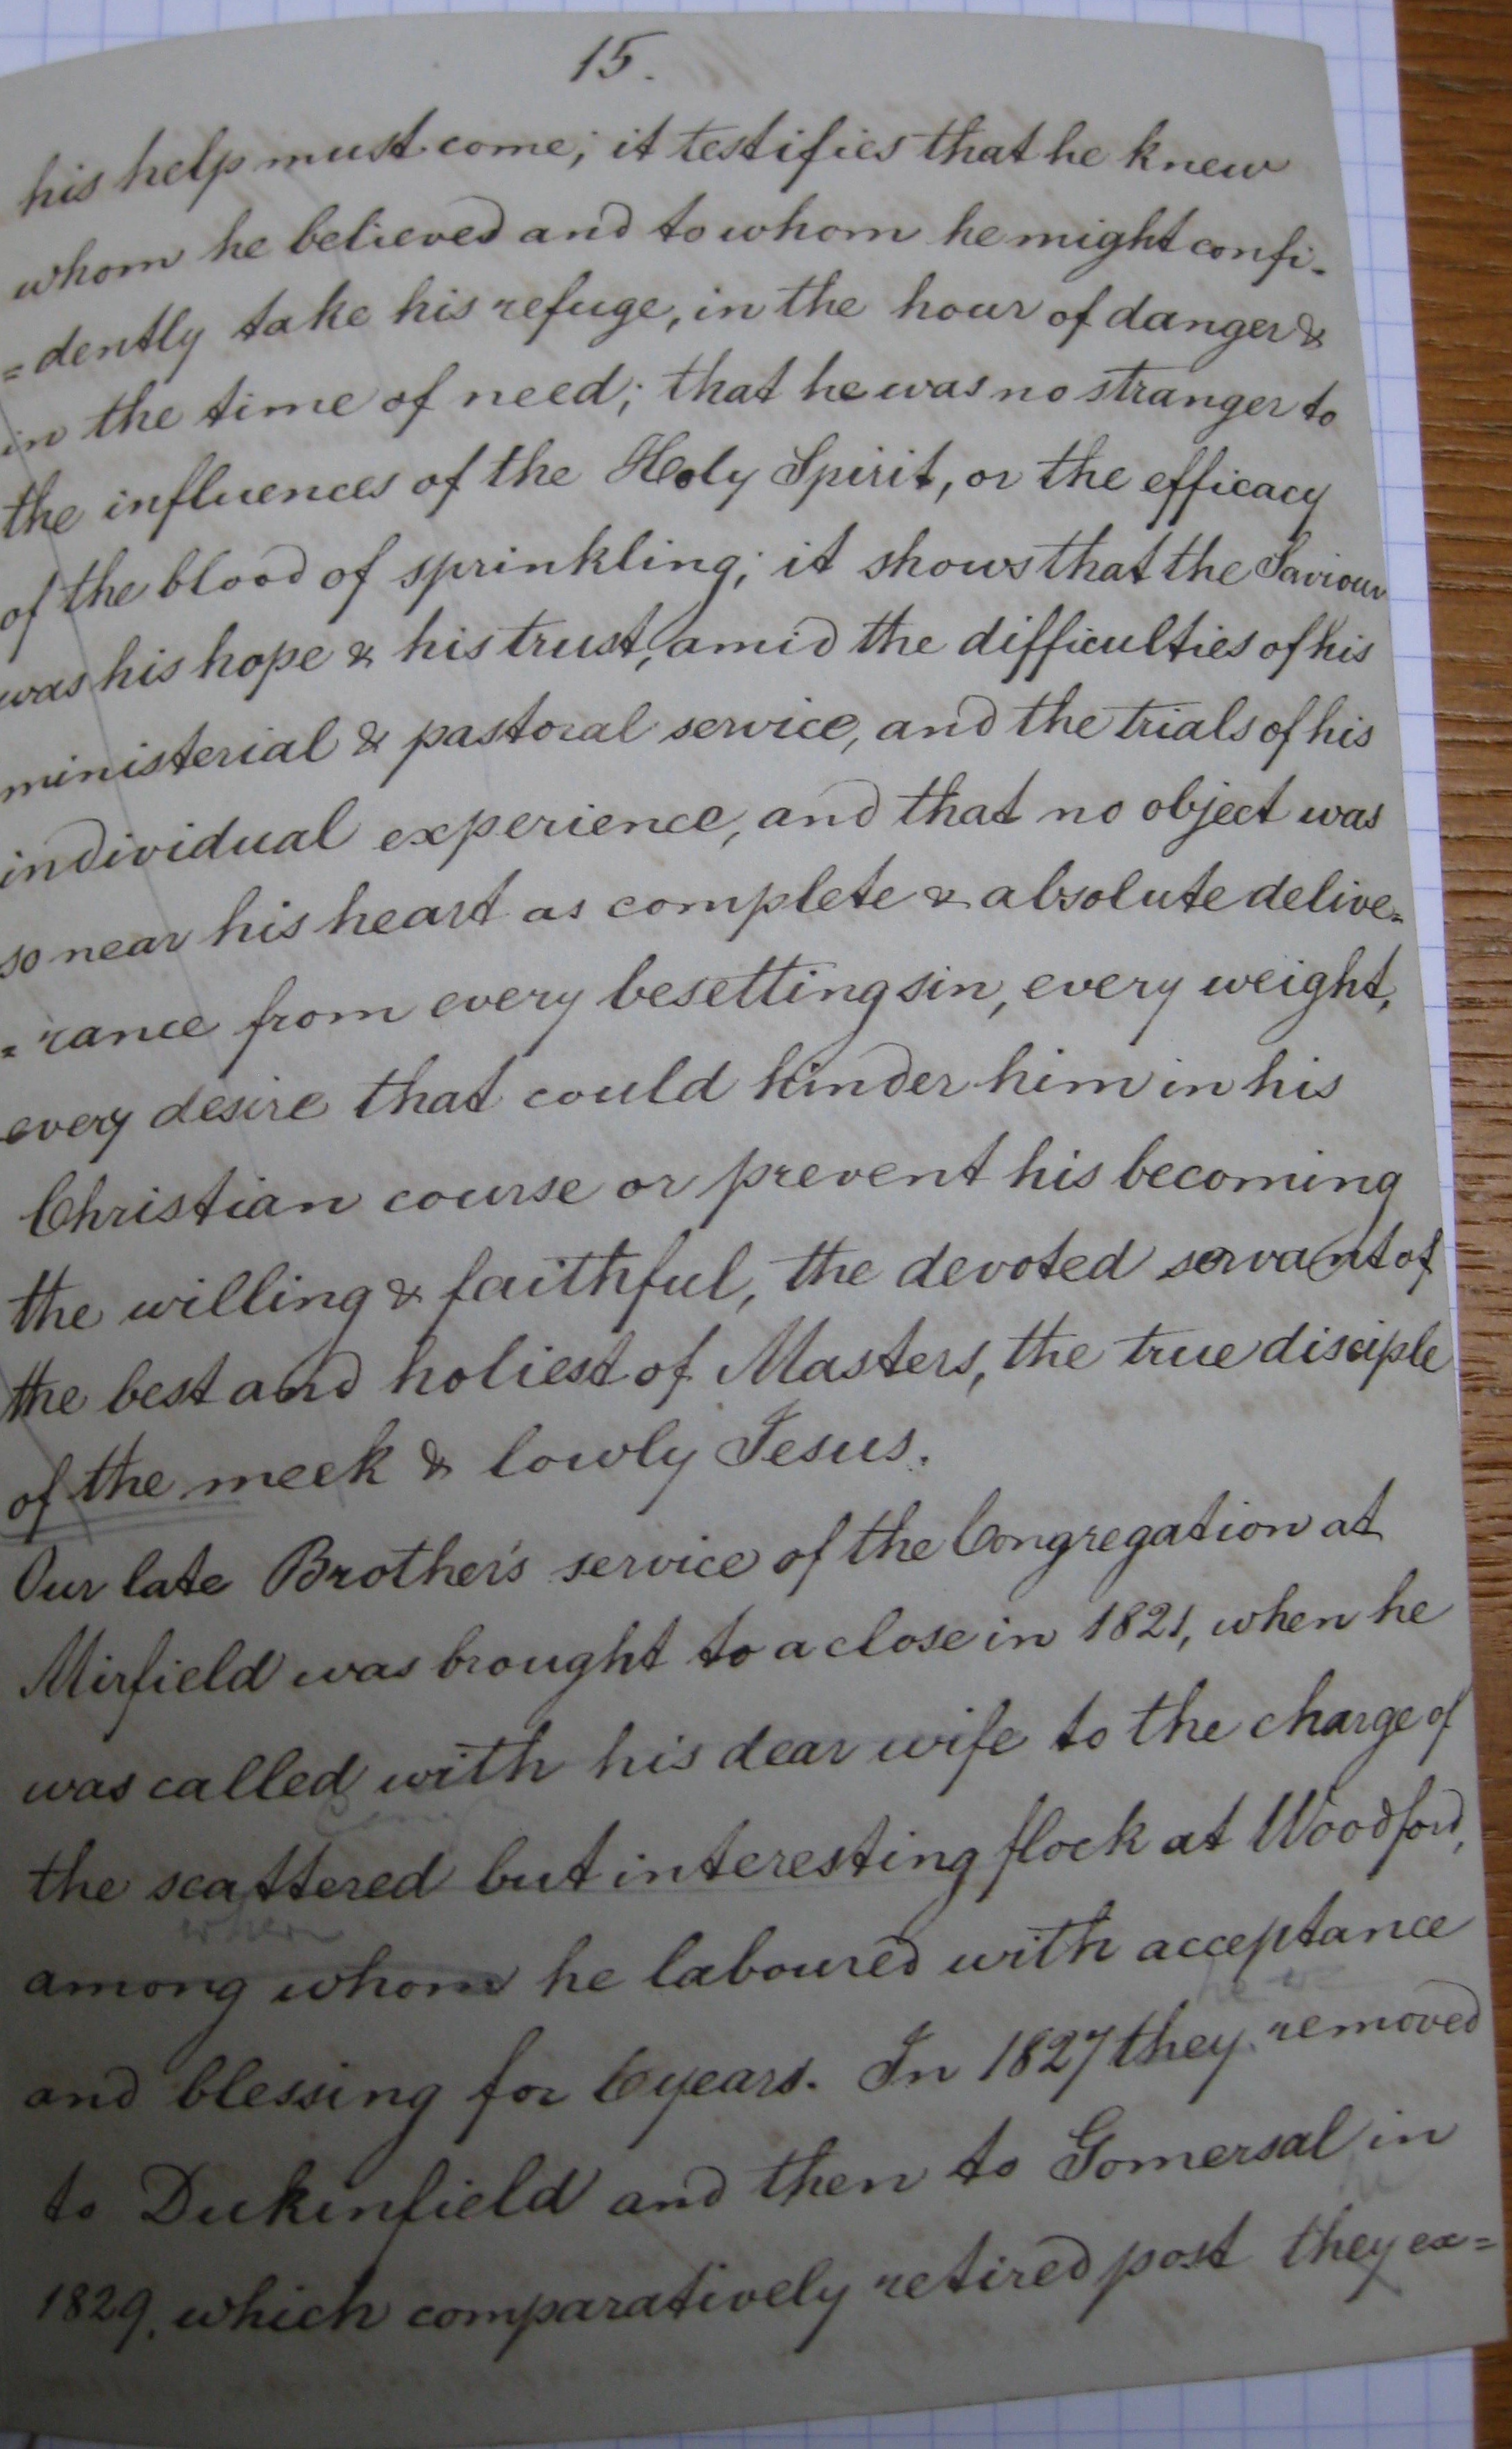 15.
his help must come; it testifies that he knew
whom he believed and to whom he might confi-
=dently take his refuge, in the hour of danger &
in the time of need; that he was no stranger to
the influences of the Holy Spirit, or the efficacy
of the blood of sprinkling; it shows that the Saviour
was his hope & his trust, amid the difficulties of his
ministerial & pastoral service, and the trials of his
individual experience, and that no object was
so near his heart as complete & absolute delive=
=rance from every besetting sin, every weight,
every desire that could hinder him in his
Christian course or prevent his becoming
the willing & faithful, the devoted servant of
the best and holiest of Masters, the true disciple
of the meek & lowly Jesus.
Our late Brother's service of the Congregation at
Mirfield was brought to a close in 1821, when he
was called with his dear wife to the charge of
the scattered but interesting flock at Woodford,
where
among whom he laboured with acceptance
and blessing for 6 years. In 1827 they removed
to Dukinfield and then to Gomersal in
he
1829, which comparatively retired post they ex=